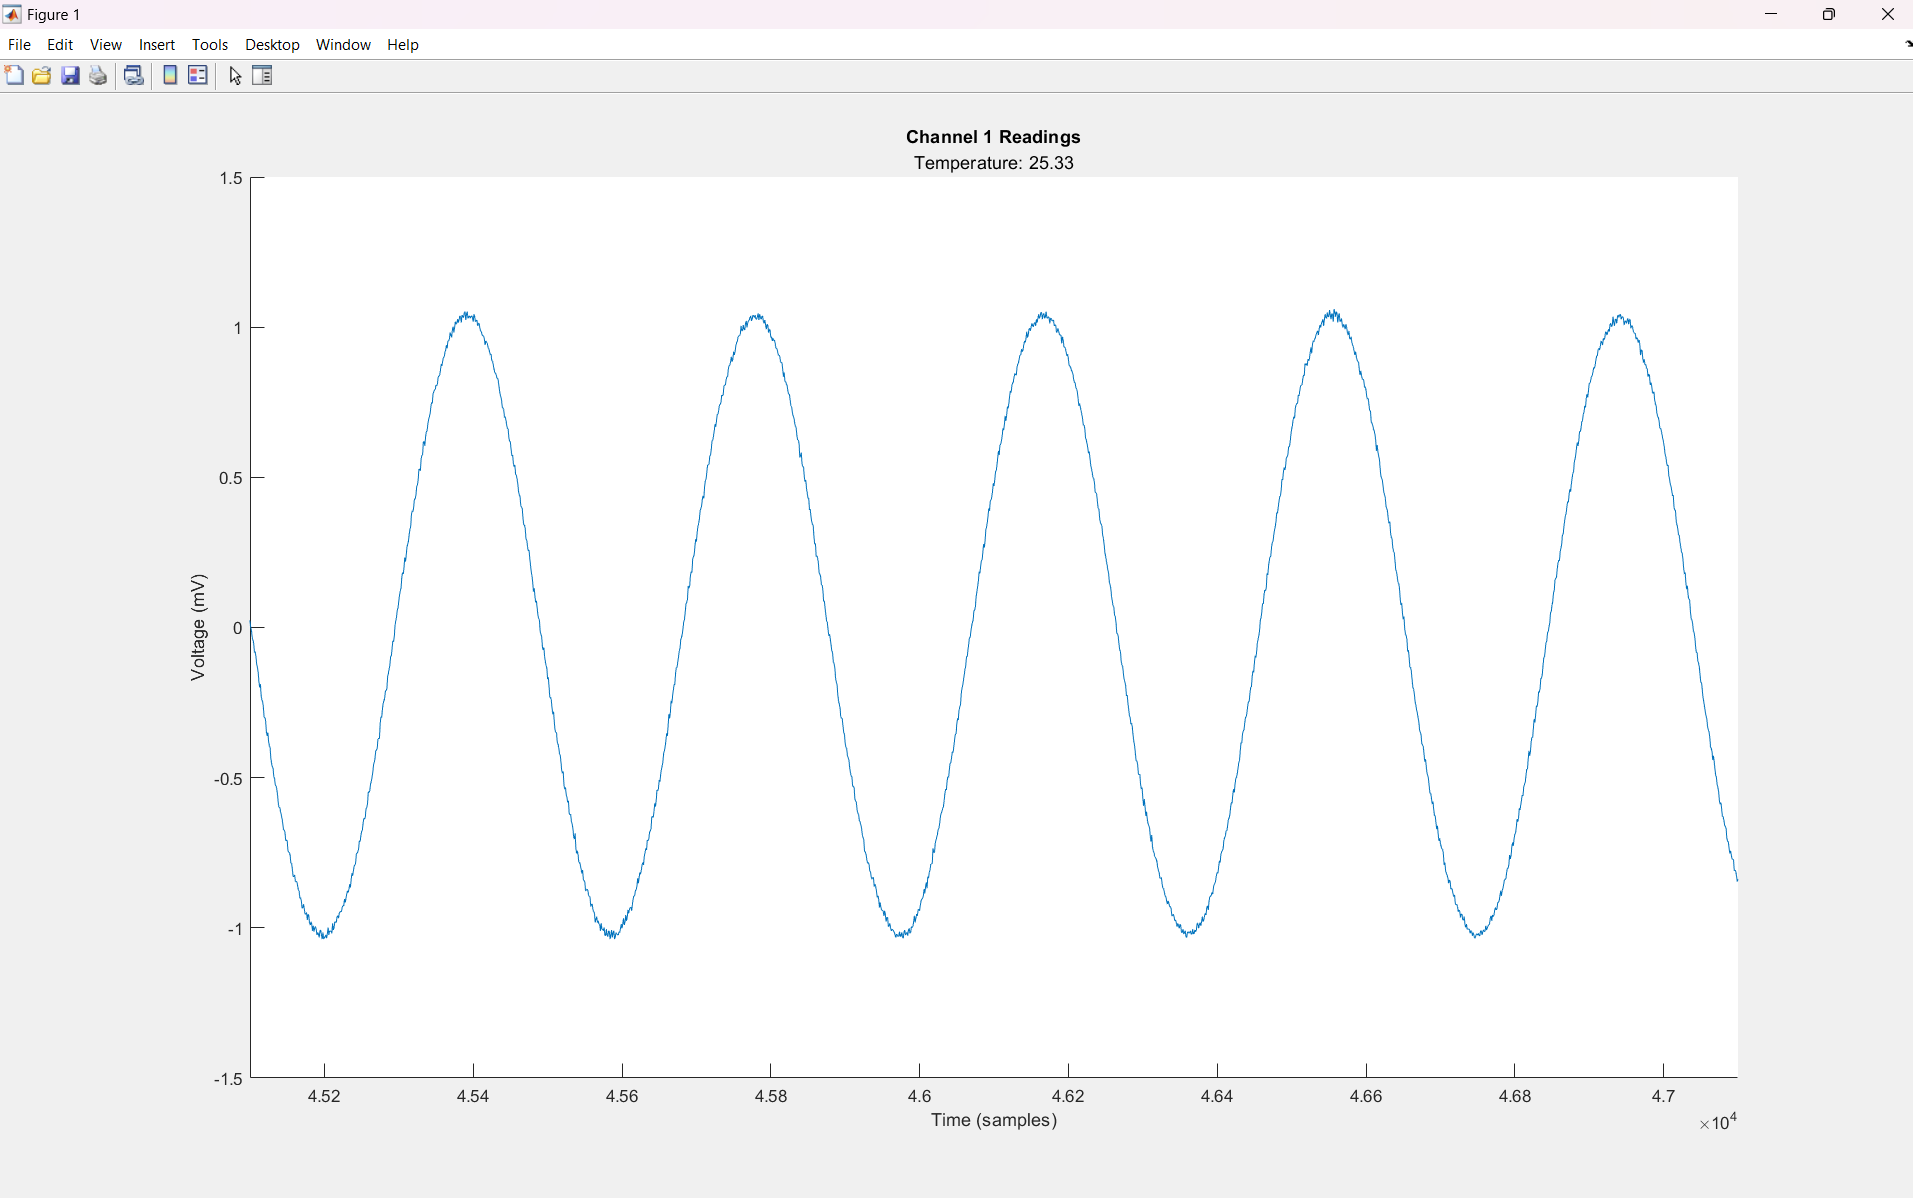 Figure 1
File Edit View Insert Tools Desktop Window Help
Channel 1 Readings
Temperature: 25.33
1.5
1
0.5
0
-0.5
-1
-1.5
Voltage (mV)
4.52 4.54 4.56 4.58 4.6 4.62 4.64 4.66 4.68 4.7
Time (samples)
×10⁴